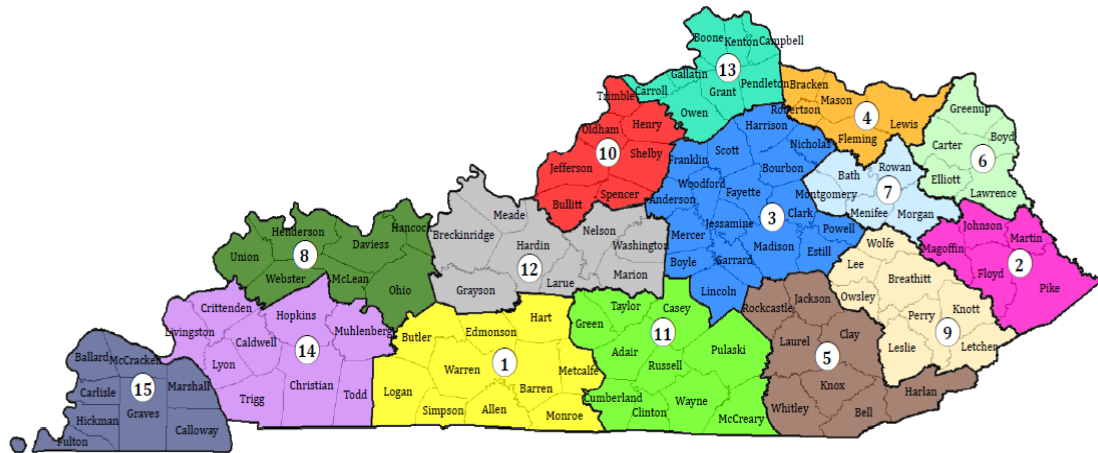 Boone
Kenton
Campbell
13
Gallatin
Carroll
Grant
Pendleton
Owen
Bracken
Mason
Robertson
4
Lewis
Fleming
Greenup
Boyd
Carter
6
Elliott
Lawrence
Trimble
Henry
Oldham
10
Shelby
Jefferson
Spencer
Bullitt
Harrison
Nicholas
Scott
Franklin
Bourbon
Woodford
Fayette
Anderson
3
Clark
Jessamine
Powell
Mercer
Madison
Estill
Boyle
Garrard
Lincoln
Rowan
Bath
Montgomery
7
Menifee
Morgan
Johnson
Martin
Magoffin
2
Floyd
Pike
Wolfe
Lee
Breathitt
Owsley
Knott
Perry
9
Leslie
Letcher
Meade
Nelson
Breckinridge
Hardin
Washington
12
Marion
Larue
Grayson
Hancock
Henderson
Daviess
8
Union
Webster
McLean
Ohio
Crittenden
Hopkins
Livingston
Muhlenberg
Caldwell
14
Lyon
Christian
Trigg
Todd
Hart
Butler
Edmonson
1
Warren
Metcalfe
Logan
Barren
Simpson
Allen
Monroe
Taylor
Casey
Green
11
Adair
Pulaski
Russell
Cumberland
Wayne
Clinton
McCreary
Rockcastle
Jackson
Laurel
Clay
5
Knox
Harlan
Whitley
Bell
Ballard
McCracken
Marshall
Carlisle
15
Graves
Hickman
Calloway
Fulton